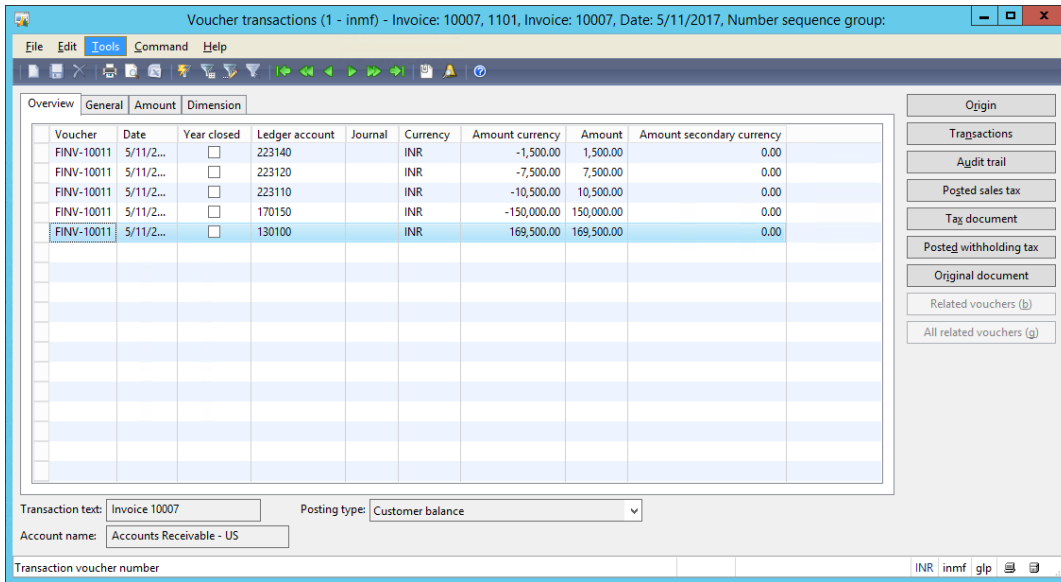 Voucher transactions (1 - inmf) - Invoice: 10007, 1101, Invoice: 10007, Date: 5/11/2017, Number sequence group:
File Edit Tools Command Help
Overview General Amount Dimension
Voucher Date Year closed Ledger account Journal Currency Amount currency Amount Amount secondary currency
FINV-10011 5/11/2... 223140 INR -1,500.00 1,500.00 0.00
FINV-10011 5/11/2... 223120 INR -7,500.00 7,500.00 0.00
FINV-10011 5/11/2... 223110 INR -10,500.00 10,500.00 0.00
FINV-10011 5/11/2... 170150 INR -150,000.00 150,000.00 0.00
FINV-10011 5/11/2... 130100 INR 169,500.00 169,500.00 0.00
Origin
Transactions
Audit trail
Posted sales tax
Tax document
Posted withholding tax
Original document
Related vouchers (b)
All related vouchers (g)
Transaction text: Invoice 10007 Posting type: Customer balance
Account name: Accounts Receivable - US
Transaction voucher number INR inmf glp